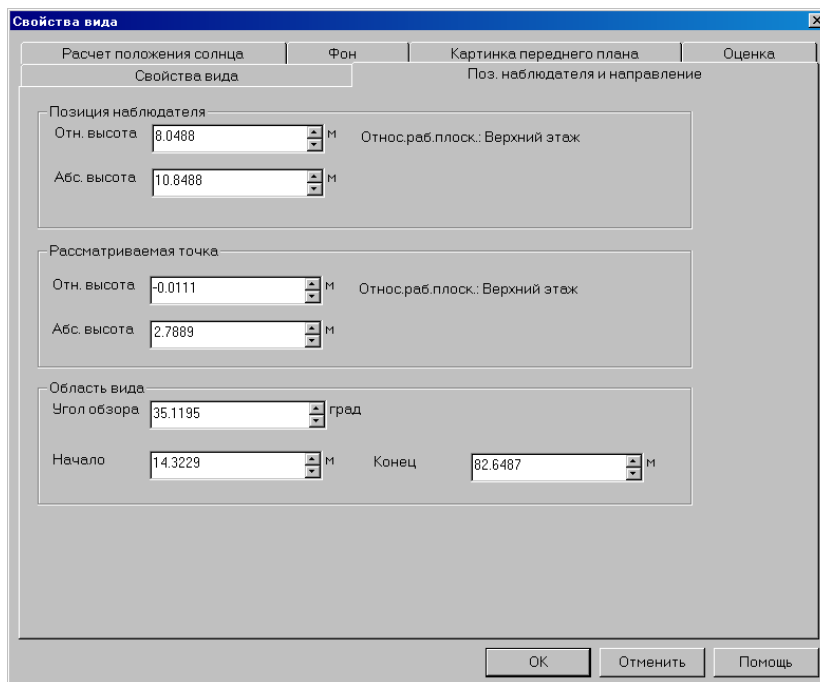 Свойства вида
Расчет положения солнца Фон Картинка переднего плана Оценка
Свойства вида Поз. наблюдателя и направление
Позиция наблюдателя
Отн. высота 8.0488 м Относ.раб.плоск.: Верхний этаж
Абс. высота 10.8488 м
Рассматриваемая точка
Отн. высота -0.0111 м Относ.раб.плоск.: Верхний этаж
Абс. высота 2.7889 м
Область вида
Угол обзора 35.1195 град
Начало 14.3229 м Конец 82.6487 м
OK Отменить Помощь